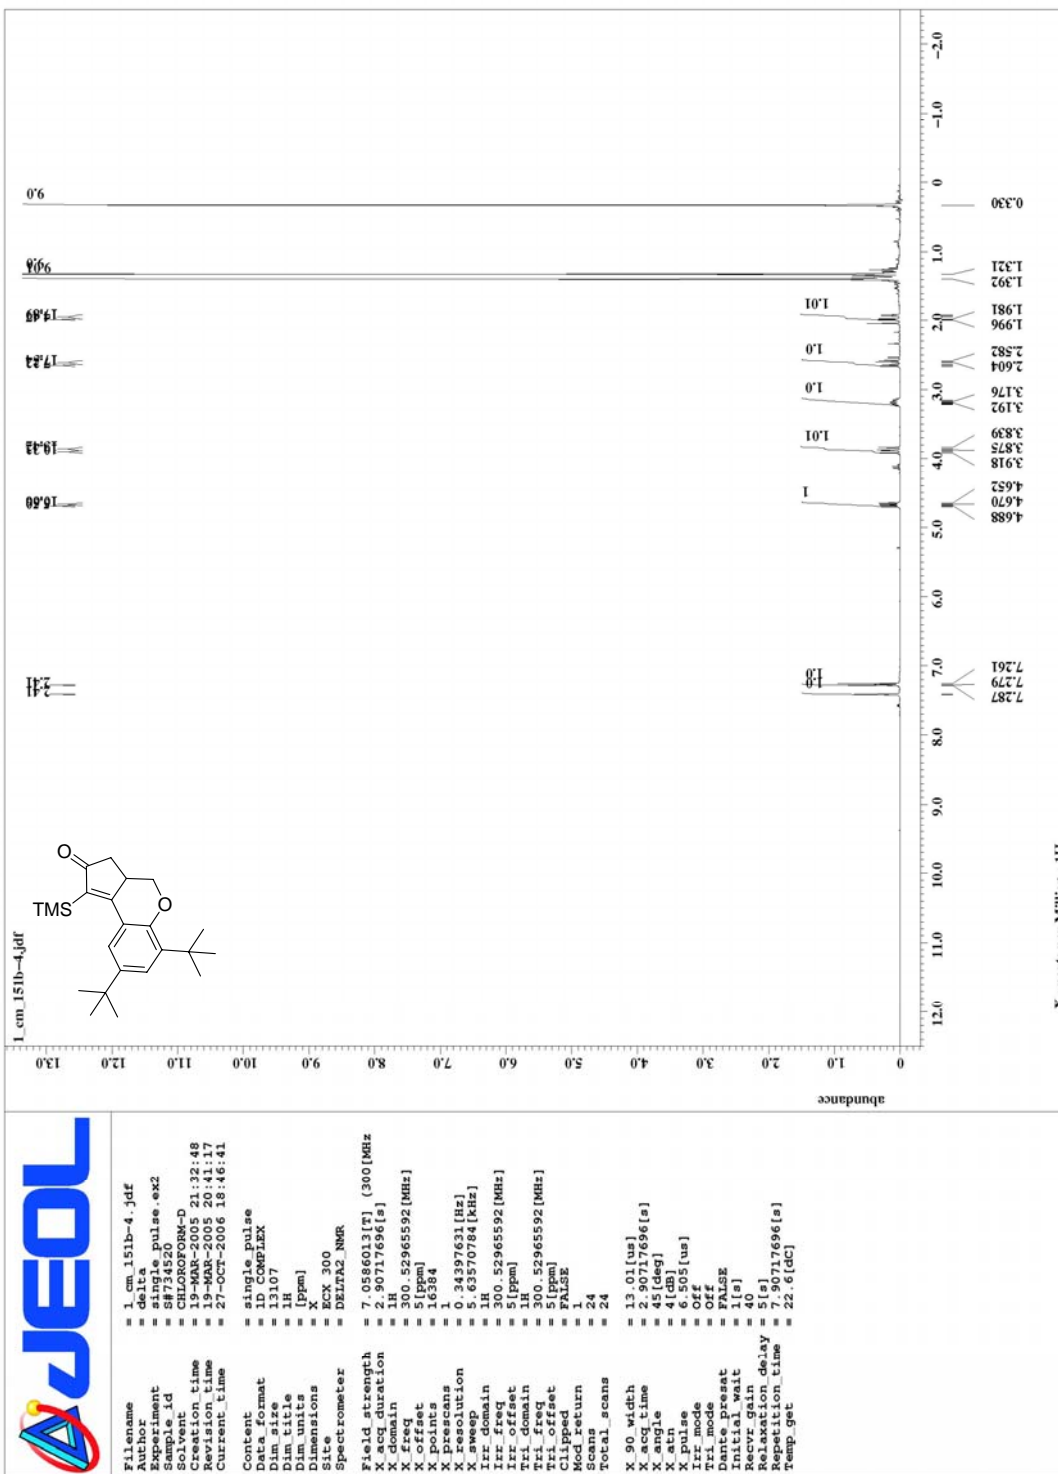 1_cm_151b-4.jdf
O
TMS
O
abundance
13.0
12.0
11.0
10.0
9.0
8.0
7.0
6.0
5.0
4.0
3.0
2.0
1.0
0
9.0
1.01
1.0
1.0
1.01
1
1.0
1.0
2.41
-2.0
-1.0
0
1.0
2.0
3.0
4.0
5.0
6.0
7.0
8.0
9.0
10.0
11.0
12.0
0.330
1.321
1.392
1.981
1.996
2.582
2.604
3.176
3.192
3.839
3.875
3.918
4.652
4.670
4.688
7.261
7.279
7.287
JEOL
Filename = 1_cm_151b-4.jdf
Author = delta
Experiment = single_pulse.ex2
Sample_id = S#734520
Solvent = CHLOROFORM-D
Creation_time = 19-MAR-2005 21:32:48
Revision_time = 19-MAR-2005 20:41:17
Current_time = 27-OCT-2006 18:46:41
Content = single_pulse
Data_format = 1D COMPLEX
Dim_size = 13107
Dim_title = 1H
Dim_units = [ppm]
Dimensions = X
Site = ECX 300
Spectrometer = DELTA2_NMR
Field_strength = 7.0586013[T] (300[MHz
X_acq_duration = 2.90717696[s]
X_domain = 1H
X_freq = 300.52965592[MHz]
X_offset = 5[ppm]
X_points = 16384
X_prescans = 1
X_resolution = 0.34397631[Hz]
X_sweep = 5.63570784[kHz]
Irr_domain = 1H
Irr_freq = 300.52965592[MHz]
Irr_offset = 5[ppm]
Tri_domain = 1H
Tri_freq = 300.52965592[MHz]
Tri_offset = 5[ppm]
Clipped = FALSE
Mod_return = 1
Scans = 24
Total_scans = 24
X_90_width = 13.01[us]
X_acq_time = 2.90717696[s]
X_angle = 45[deg]
X_atn = 4[dB]
X_pulse = 6.505[us]
Irr_mode = Off
Tri_mode = Off
Dante_presat = FALSE
Initial_wait = 1[s]
Recvr_gain = 40
Relaxation_delay = 5[s]
Repetition_time = 7.90717696[s]
Temp_get = 22.6[dC]